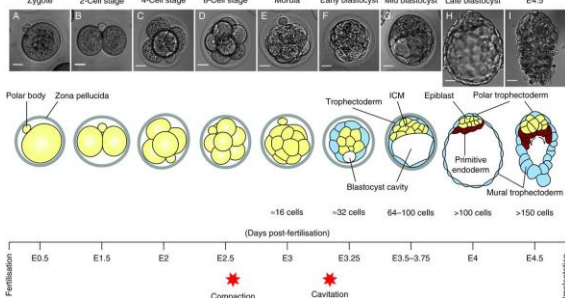 Zygote 2-Cell stage 4-Cell stage 8-Cell stage Morula Early blastocyst Mid blastocyst Late blastocyst E4.5
A B C D E F G H I
Polar body Zona pellucida Trophectoderm ICM Epiblast Polar trophectoderm
Blastocyst cavity
Primitive
endoderm
Mural trophectoderm
≈16 cells ≈32 cells 64–100 cells >100 cells >150 cells
(Days post-fertilisation)
Fertilisation
E0.5 E1.5 E2 E2.5 E3 E3.25 E3.5–3.75 E4 E4.5
Compaction Cavitation